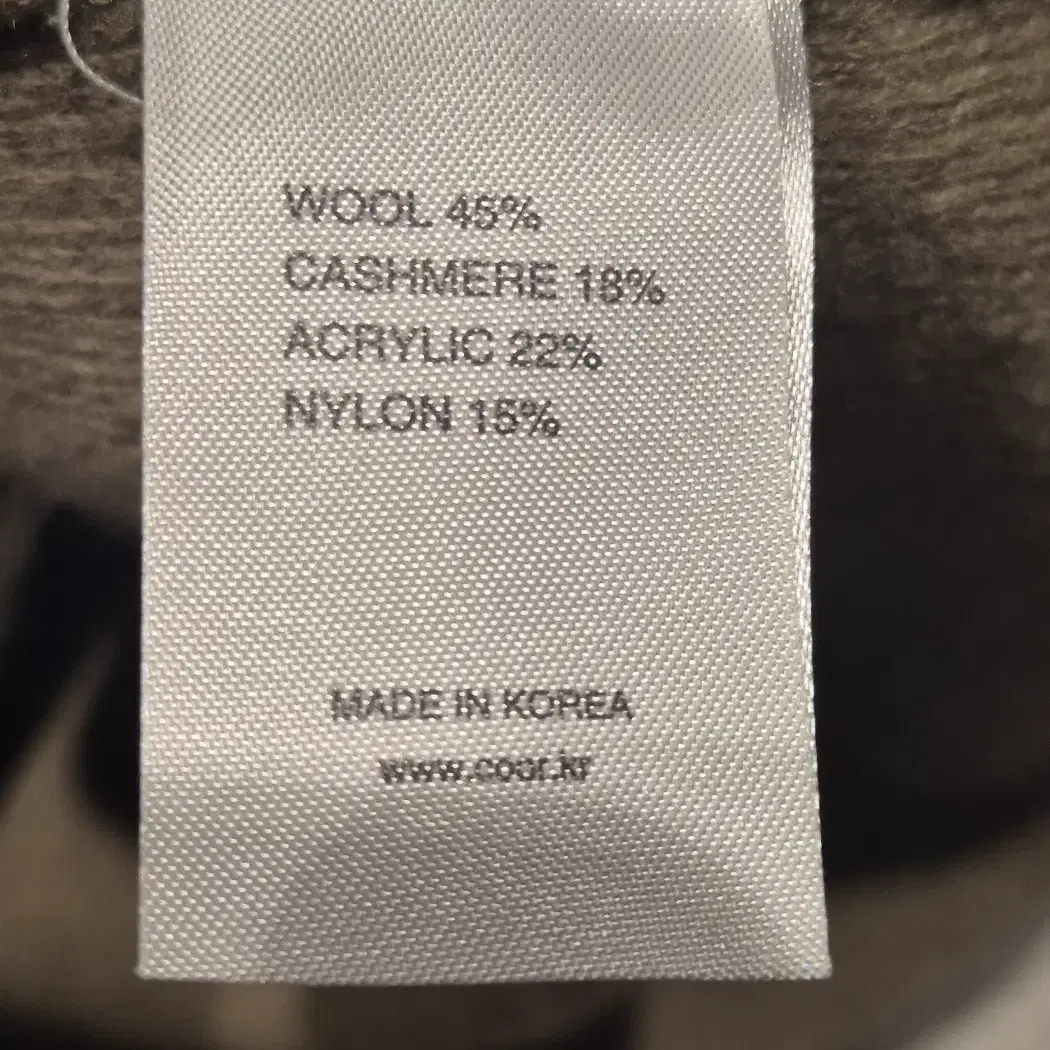 WOOL 45%
CASHMERE 18%
ACRYLIC 22%
NYLON 15%
MADE IN KOREA
www.coor.kr